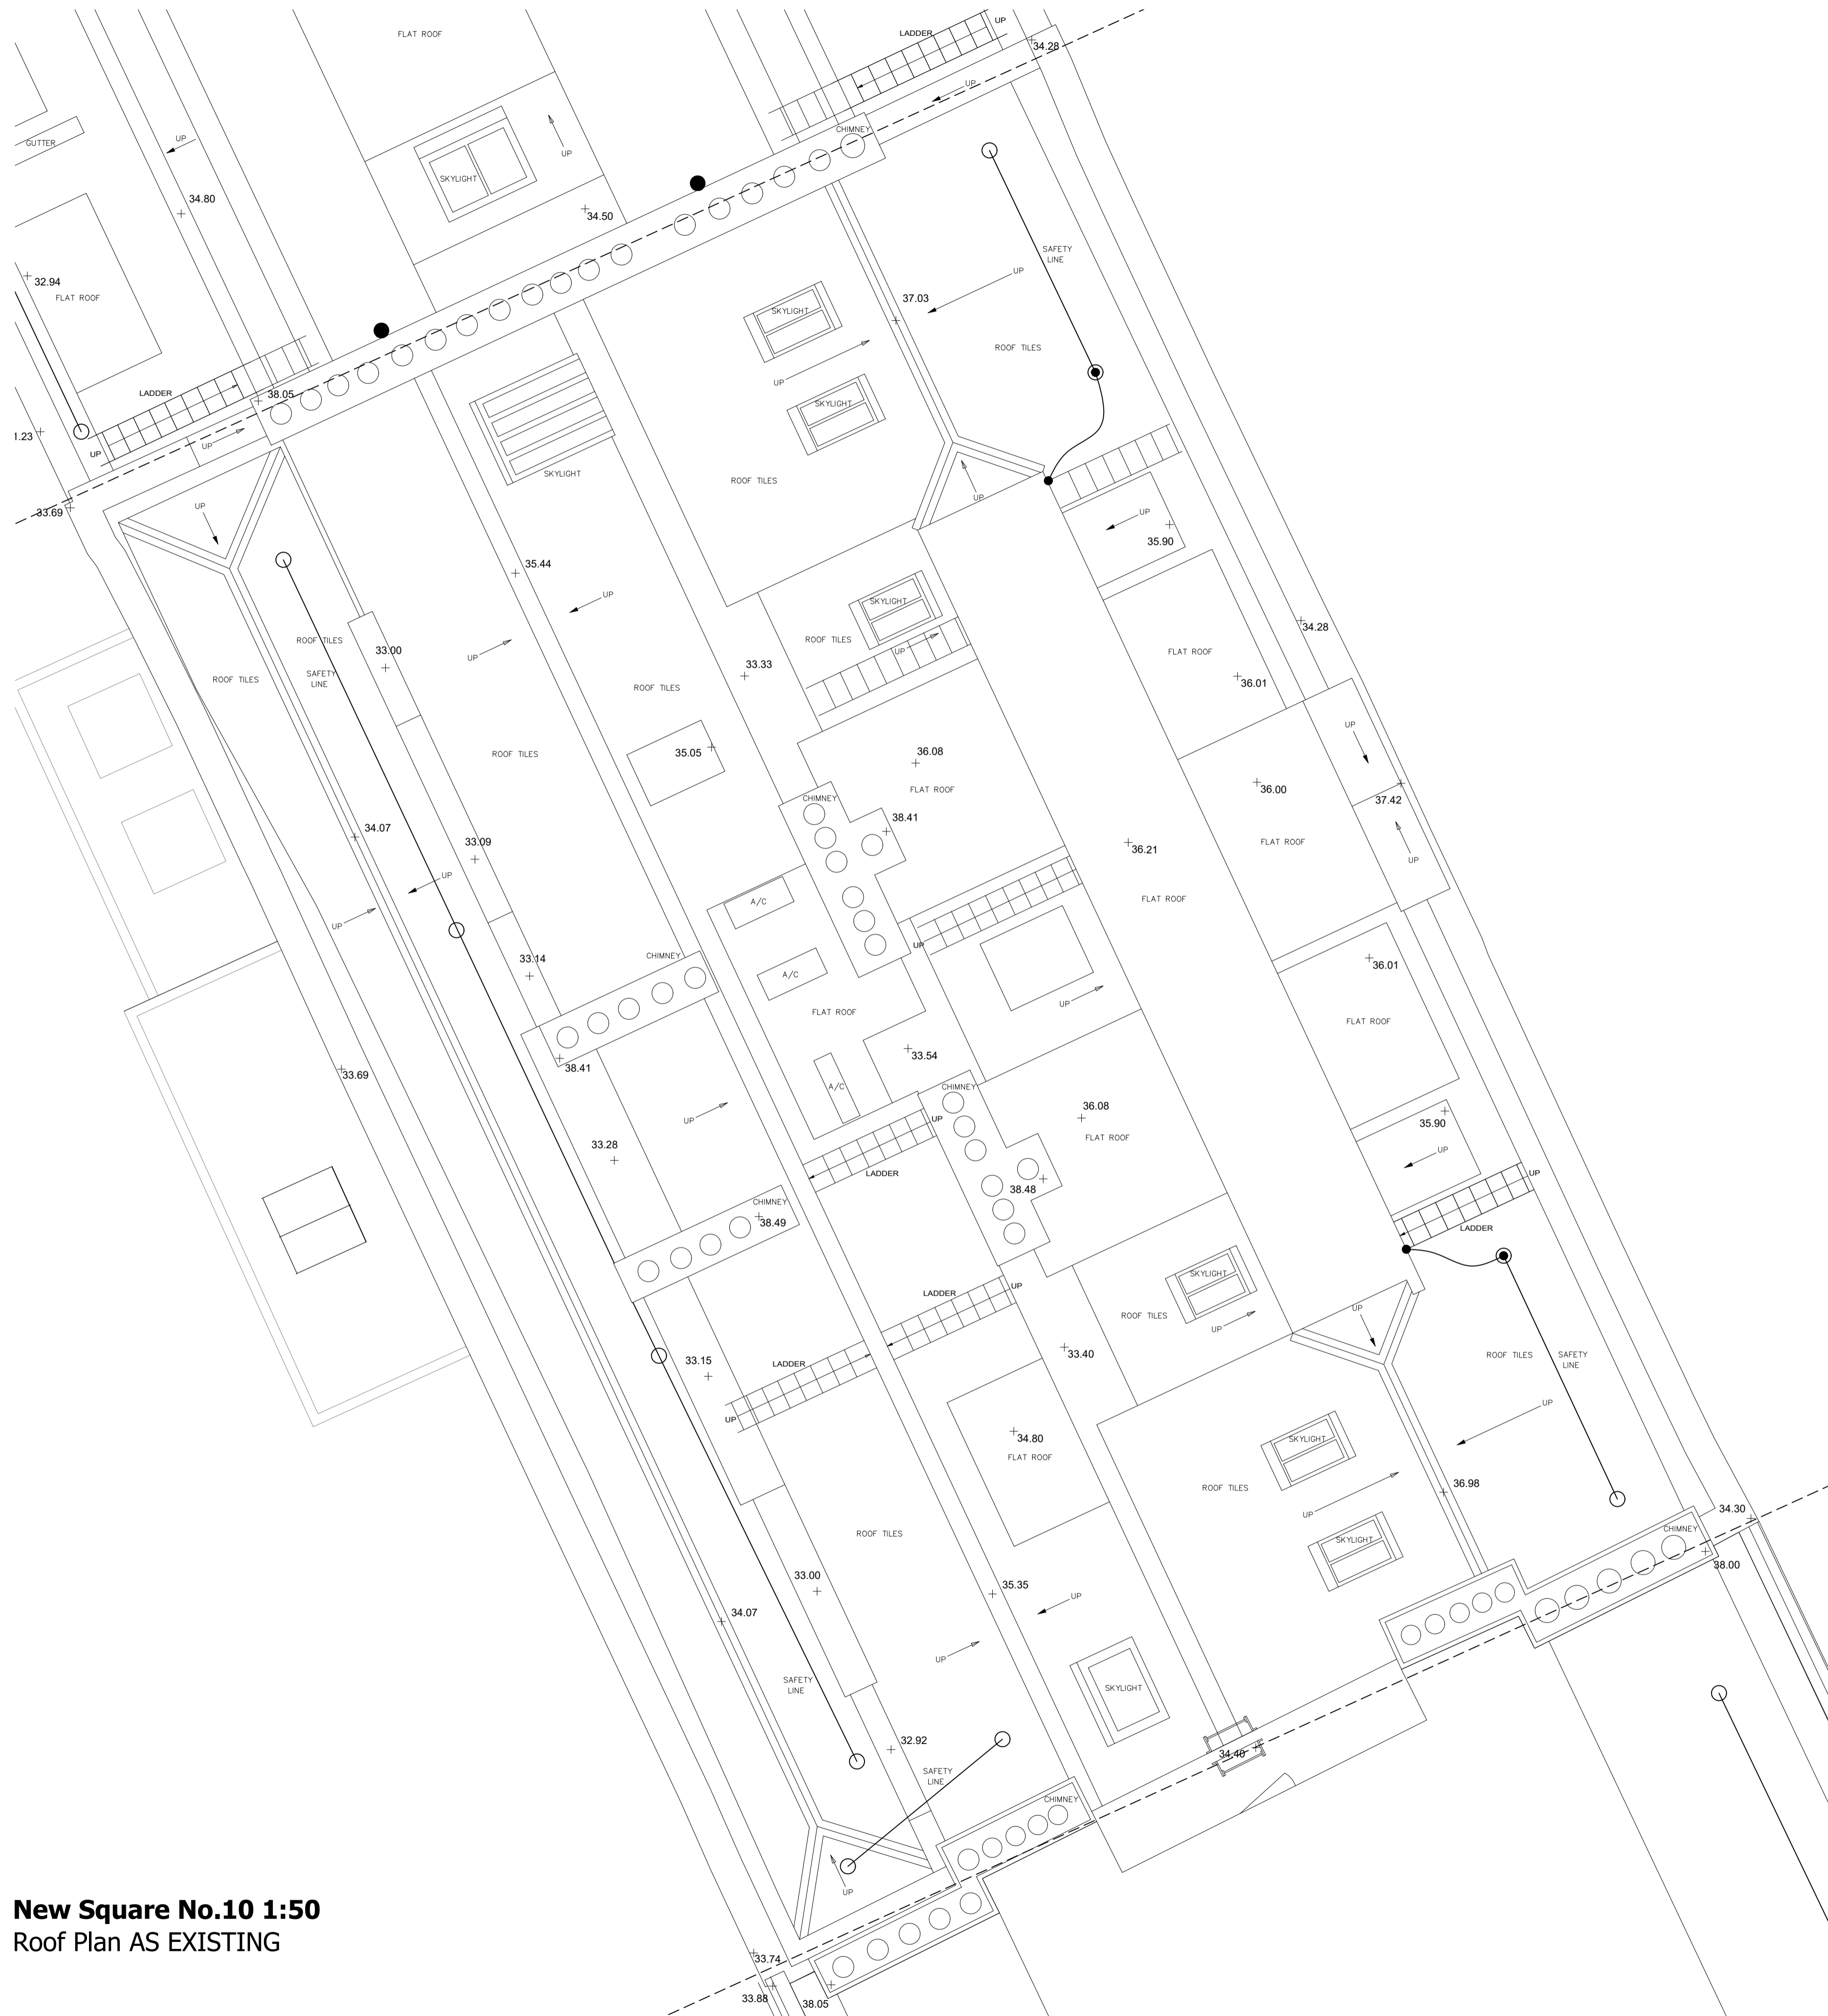 LADDER
UP
FLAT ROOF
34.28
UP
CHIMNEY
UP
GUTTER
UP
SKYLIGHT
34.80
34.50
SAFETY
LINE
UP
32.94
FLAT ROOF
37.03
SKYLIGHT
ROOF TILES
UP
LADDER
38.05
SKYLIGHT
1.23
UP
UP
SKYLIGHT
ROOF TILES
UP
33.69
UP
UP
35.90
35.44
UP
SKYLIGHT
34.28
ROOF TILES
ROOF TILES
33.00
UP
UP
FLAT ROOF
SAFETY
LINE
ROOF TILES
33.33
ROOF TILES
36.01
UP
35.05
36.08
ROOF TILES
36.00
FLAT ROOF
CHIMNEY
37.42
38.41
34.07
33.09
36.21
FLAT ROOF
UP
UP
A/C
FLAT ROOF
UP
UP
CHIMNEY
33.14
36.01
A/C
UP
FLAT ROOF
FLAT ROOF
33.54
38.41
33.69
A/C
CHIMNEY
36.08
UP
UP
35.90
FLAT ROOF
33.28
UP
LADDER
UP
38.48
CHIMNEY
38.49
LADDER
SKYLIGHT
UP
LADDER
UP
ROOF TILES
UP
33.40
ROOF TILES
SAFETY
LINE
33.15
LADDER
UP
UP
34.80
SKYLIGHT
FLAT ROOF
36.98
ROOF TILES
34.30
UP
ROOF TILES
CHIMNEY
SKYLIGHT
38.00
33.00
35.35
UP
34.07
UP
SAFETY
LINE
SKYLIGHT
32.92
34.40
SAFETY
LINE
CHIMNEY
UP
New Square No.10 1:50
Roof Plan AS EXISTING
33.74
33.88
38.05